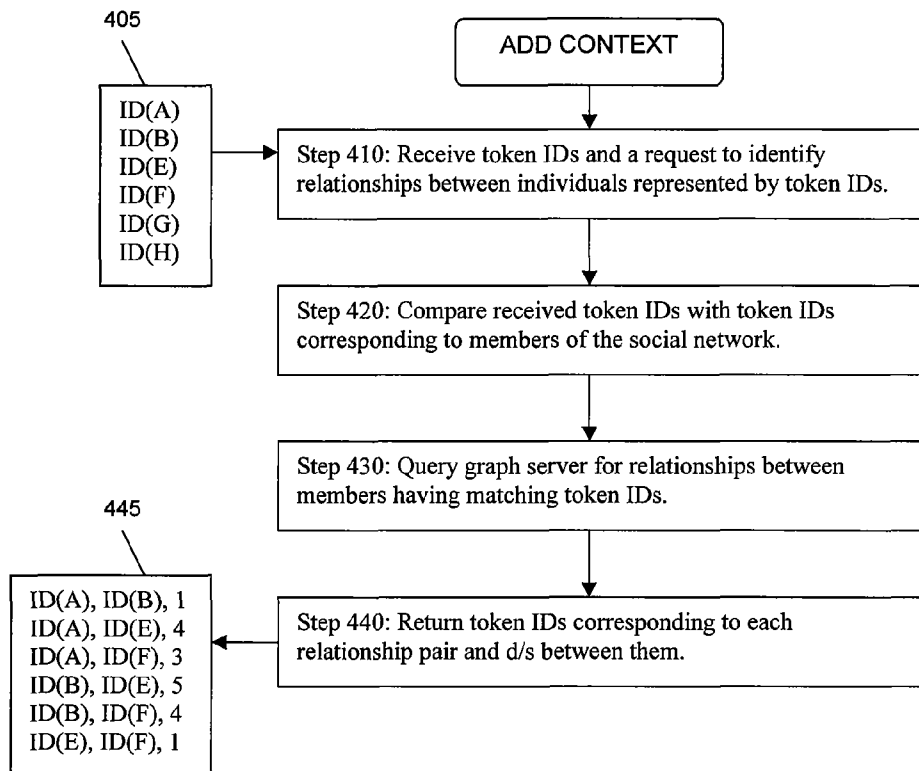 405
ADD CONTEXT
ID(A)
ID(B)
ID(E)
ID(F)
ID(G)
ID(H)
Step 410: Receive token IDs and a request to identify
relationships between individuals represented by token IDs.
Step 420: Compare received token IDs with token IDs
corresponding to members of the social network.
Step 430: Query graph server for relationships between
members having matching token IDs.
445
ID(A), ID(B), 1
ID(A), ID(E), 4
ID(A), ID(F), 3
ID(B), ID(E), 5
ID(B), ID(F), 4
ID(E), ID(F), 1
Step 440: Return token IDs corresponding to each
relationship pair and d/s between them.